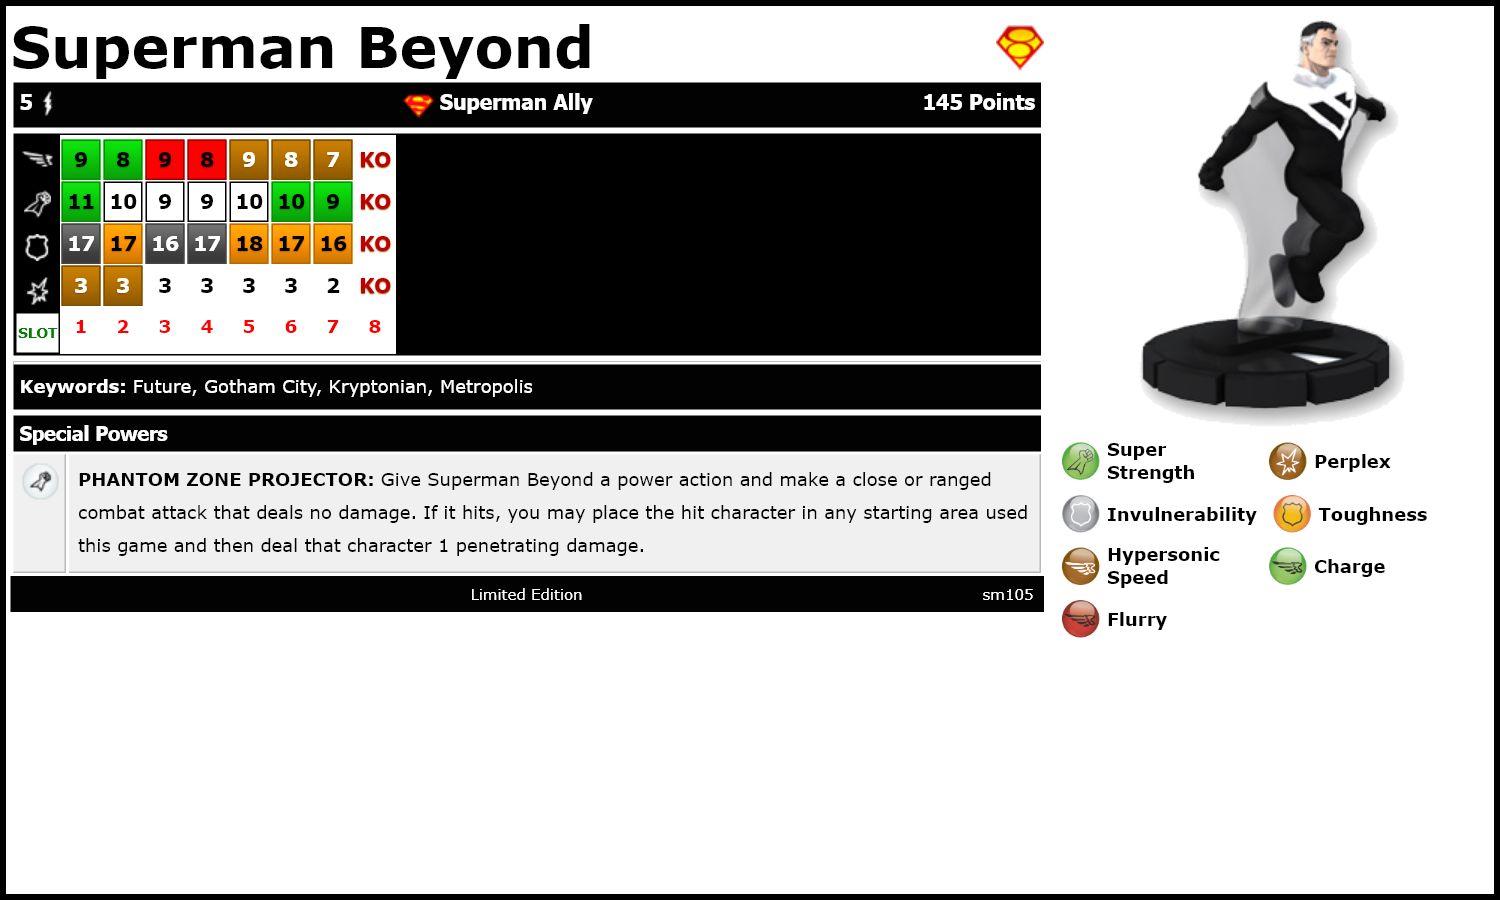 Superman Beyond
5 Superman Ally 145 Points
9 8 9 8 9 8 7 KO
11 10 9 9 10 10 9 KO
17 17 16 17 18 17 16 KO
3 3 3 3 3 3 2 KO
SLOT 1 2 3 4 5 6 7 8
Keywords: Future, Gotham City, Kryptonian, Metropolis
Special Powers
PHANTOM ZONE PROJECTOR: Give Superman Beyond a power action and make a close or ranged
combat attack that deals no damage. If it hits, you may place the hit character in any starting area used
this game and then deal that character 1 penetrating damage.
Limited Edition sm105
Super
Strength
Perplex
Invulnerability
Toughness
Hypersonic
Speed
Charge
Flurry